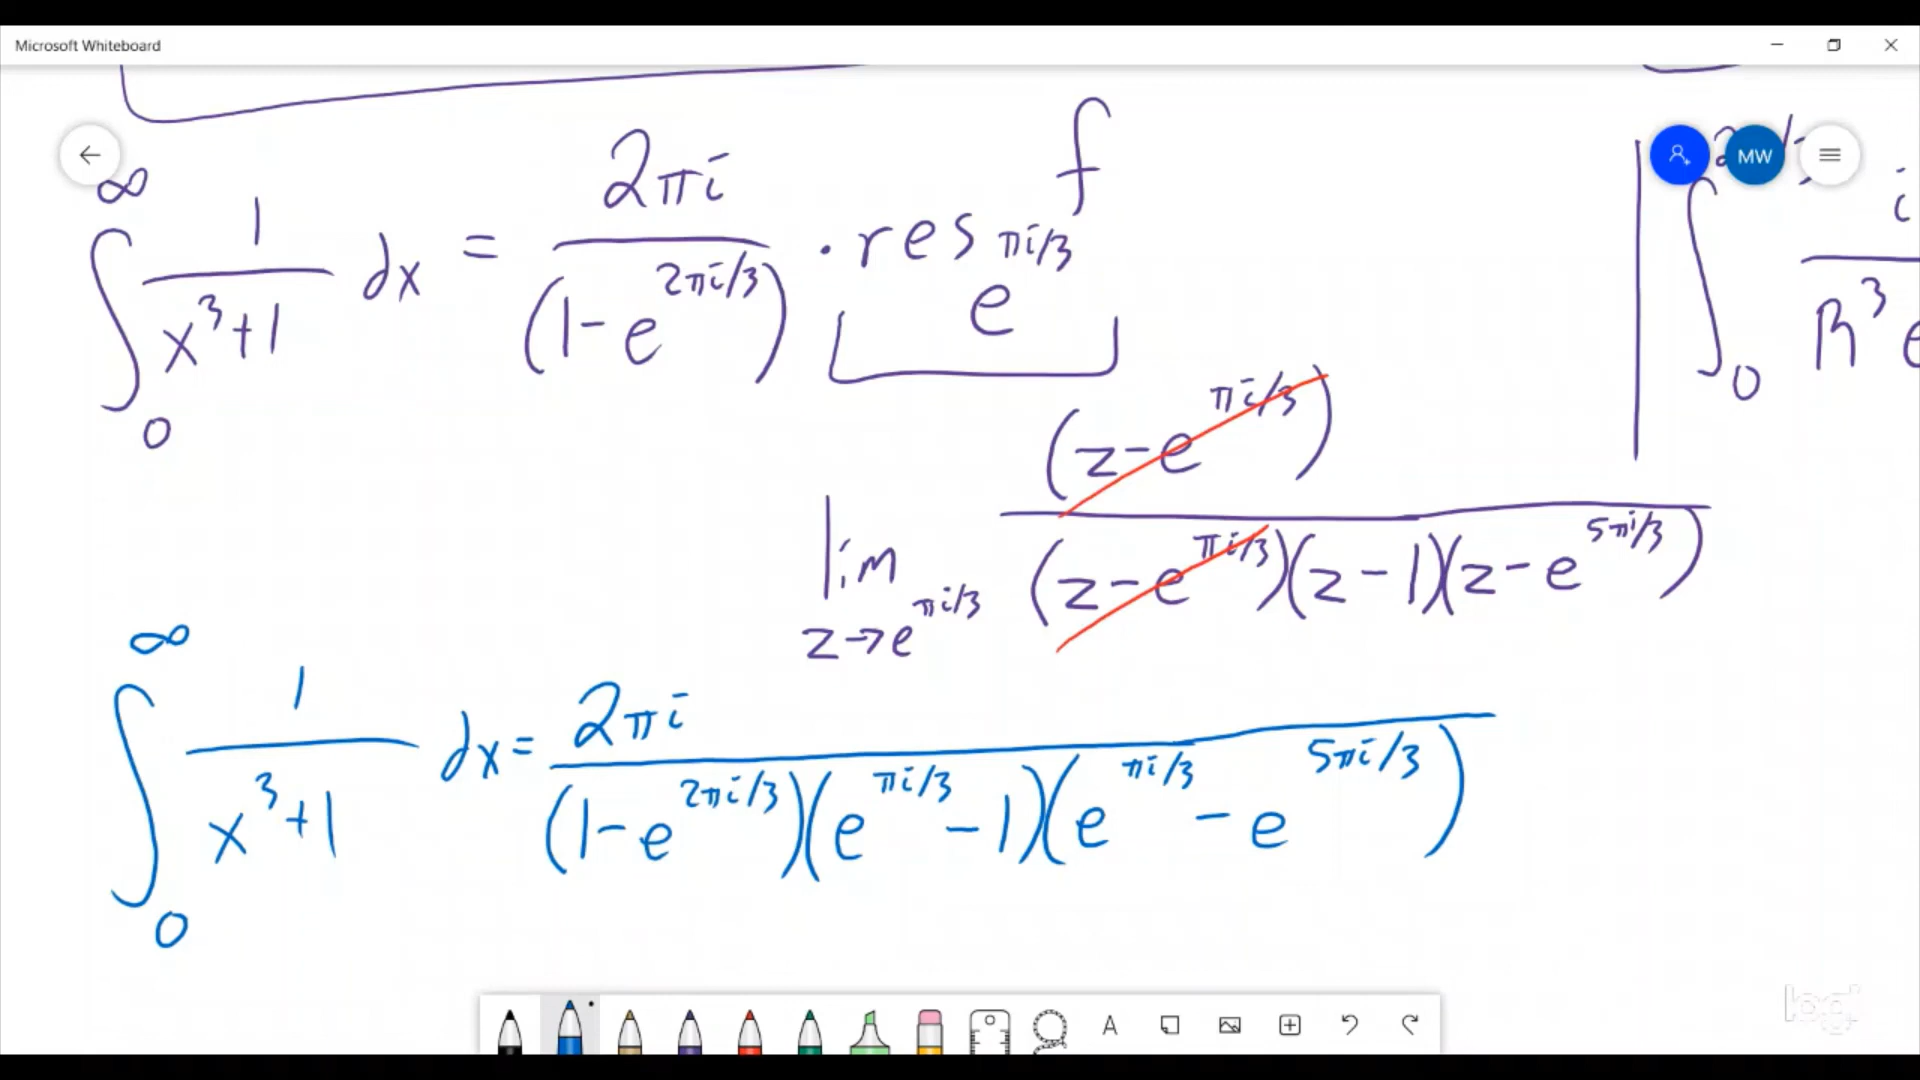 Microsoft Whiteboard
MW
∫₀^∞ 1/(x³+1) dx = 2πi/(1-e^{2πi/3}) · res_{e^{πi/3}} f
∫₀ i
R³e
lim_{z→e^{πi/3}} (z-e^{πi/3})/((z-e^{πi/3})(z-1)(z-e^{5πi/3}))
∫₀^∞ 1/(x³+1) dx = 2πi/((1-e^{2πi/3})(e^{πi/3}-1)(e^{πi/3}-e^{5πi/3}))
A